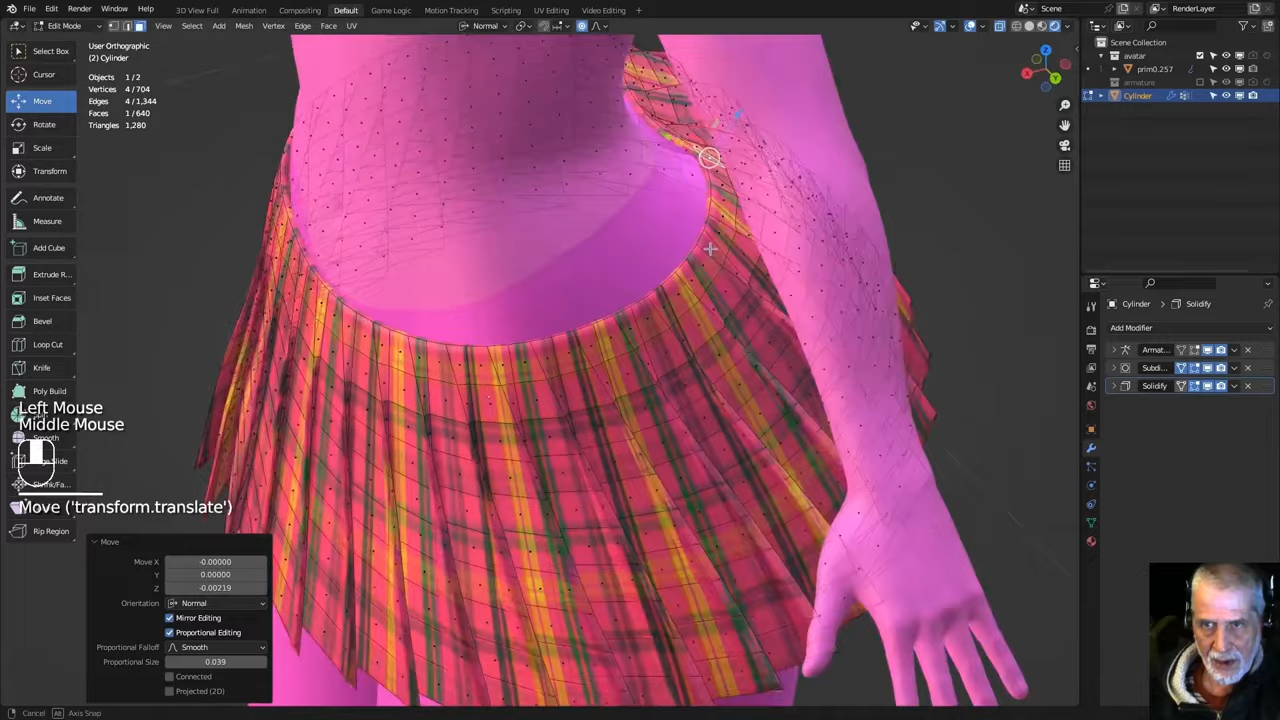 File Edit Render Window Help 3D View Full Animation Compositing Default Game Logic Motion Tracking Scripting UV Editing Video Editing + Scene RenderLayer
Edit Mode View Select Add Mesh Vertex Edge Face UV Normal
Select Box
Cursor
Move
Rotate
Scale
Transform
Annotate
Measure
Add Cube
Extrude R...
Inset Faces
Bevel
Loop Cut
Knife
Poly Build
Smooth
Shrink/Fa...
Rip Region
User Orthographic
(2) Cylinder
Objects 1/2
Vertices 4/704
Edges 4/1,344
Faces 1/640
Triangles 1,280
Left Mouse
Middle Mouse
Move ('transform.translate')
Move
Move X -0.00000
Y 0.00000
Z -0.00219
Orientation Normal
Mirror Editing
Proportional Editing
Proportional Falloff Smooth
Proportional Size 0.039
Connected
Projected (2D)
Scene Collection
avatar
prim0.257
armature
Cylinder
Cylinder > Solidify
Add Modifier
Armat...
Subdi...
Solidify
Cancel Alt Axis Snap